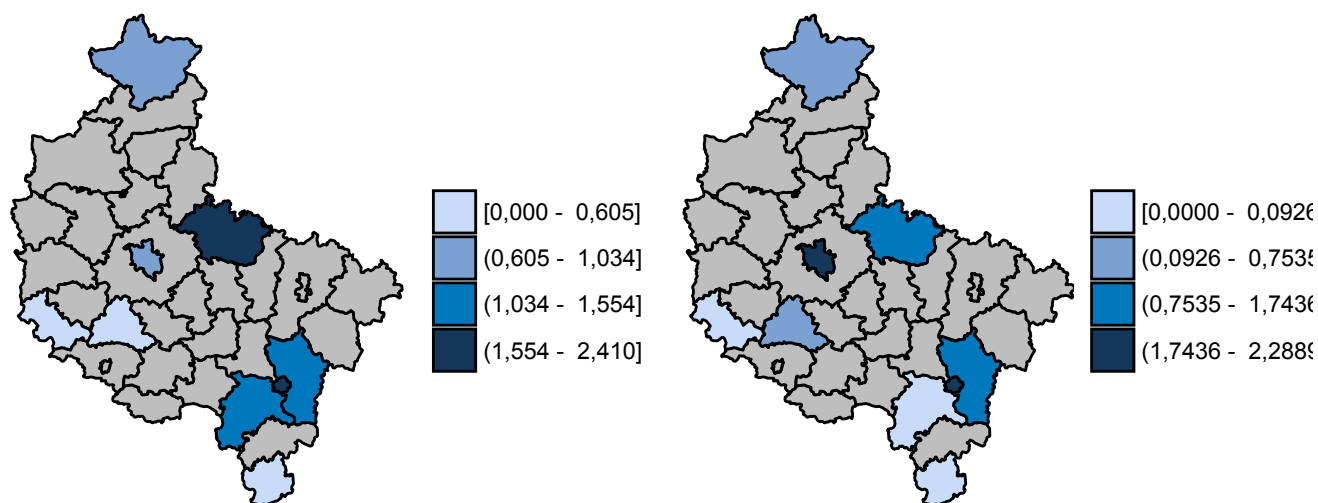 [0,000 - 0,605]
(0,605 - 1,034]
(1,034 - 1,554]
(1,554 - 2,410]
[0,0000 - 0,0926
(0,0926 - 0,7535
(0,7535 - 1,7436
(1,7436 - 2,2889